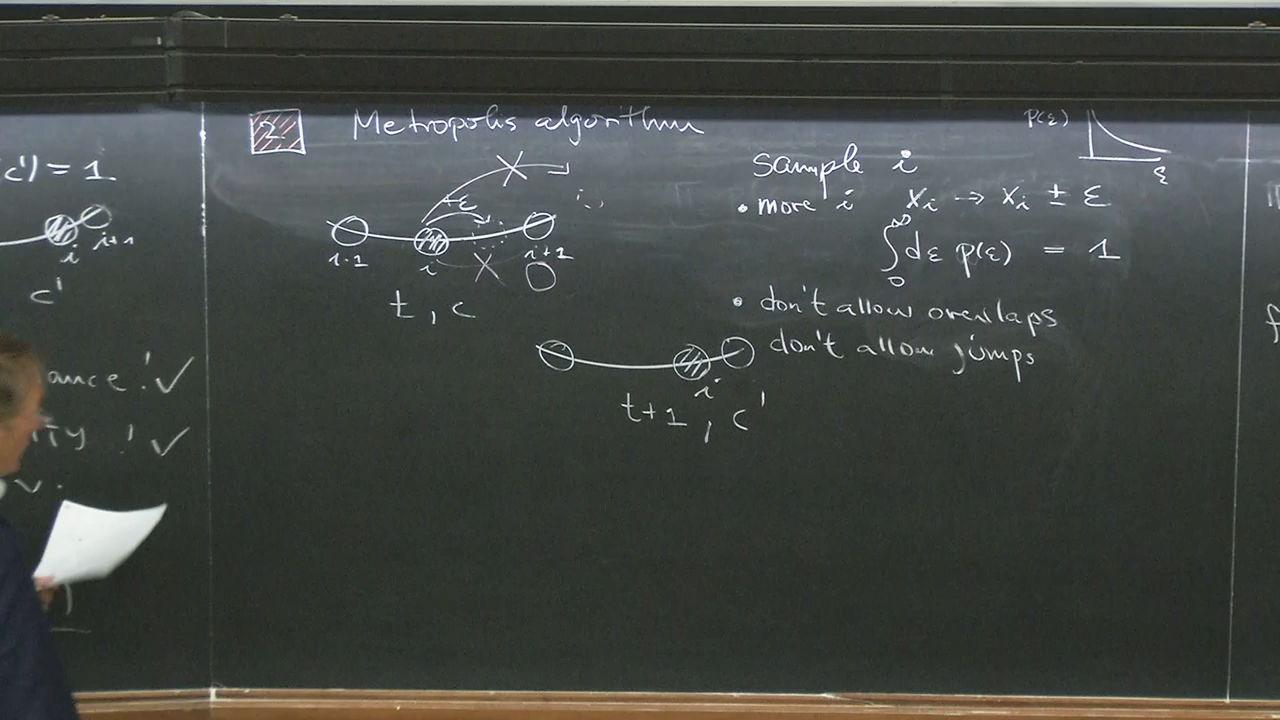 c') = 1
i
i+1
c'
ance! ✓
ity! ✓
v.
2 Metropolis algorithm
+ε
i-1
i
i+1
t, c
i
t+1, c'
p(ε)
ε
sample i
• move i xi → xi ± ε
∫0^∞ dε p(ε) = 1
• don't allow overlaps
don't allow jumps